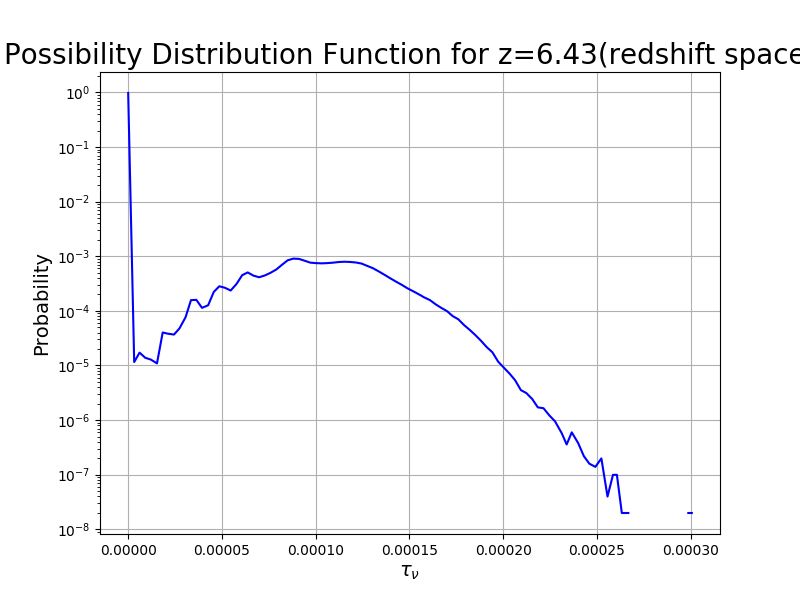 Possibility Distribution Function for z=6.43(redshift space
10⁰
10⁻¹
10⁻²
10⁻³
10⁻⁴
10⁻⁵
10⁻⁶
10⁻⁷
10⁻⁸
Probability
0.00000 0.00005 0.00010 0.00015 0.00020 0.00025 0.00030
τᵥ